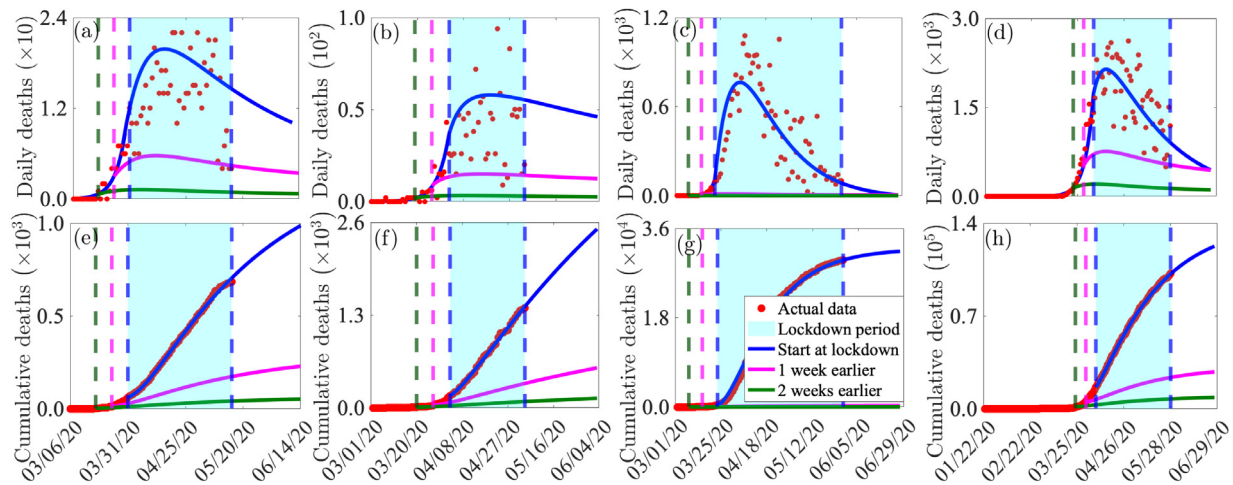 Daily deaths (×10)
2.4
1.2
0.0
(a)
Daily deaths (10²)
1.0
0.5
0.0
(b)
Daily deaths (×10³)
1.2
0.6
0.0
(c)
Daily deaths (×10³)
3.0
1.5
0.0
(d)
Cumulative deaths (×10³)
1.0
0.5
0.0
(e)
03/06/20
03/31/20
04/25/20
05/20/20
06/14/20
Cumulative deaths (×10³)
2.6
1.3
0.0
(f)
03/01/20
03/20/20
04/08/20
04/27/20
05/16/20
06/04/20
Cumulative deaths (×10⁴)
3.6
1.8
0.0
(g)
Actual data
Lockdown period
Start at lockdown
1 week earlier
2 weeks earlier
03/01/20
03/25/20
04/18/20
05/12/20
06/05/20
06/29/20
Cumulative deaths (10⁵)
1.4
0.7
0.0
(h)
01/22/20
02/22/20
03/25/20
04/26/20
05/28/20
06/29/20